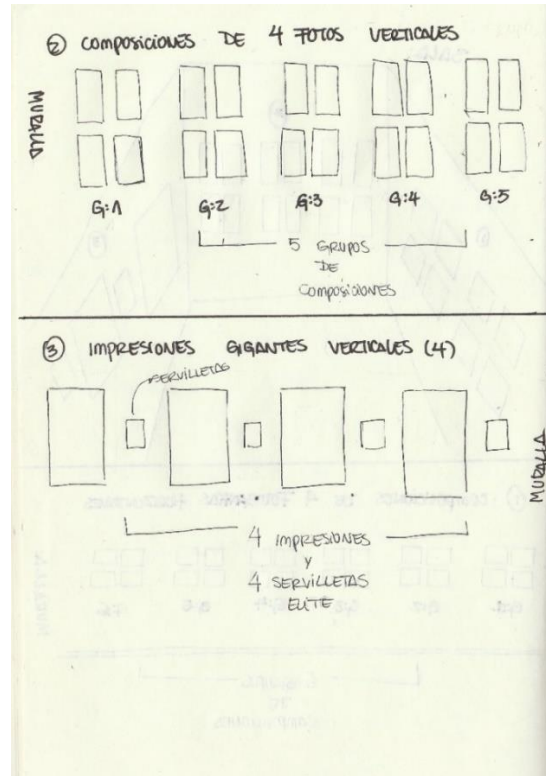 ② COMPOSICIONES DE 4 FOTOS VERTICALES
MURALLA
G:1 G:2 G:3 G:4 G:5
5 GRUPOS
DE
COMPOSICIONES
③ IMPRESIONES GIGANTES VERTICALES (4)
SERVILLETAS
MURALLA
4 IMPRESIONES
Y
4 SERVILLETAS
ELITE